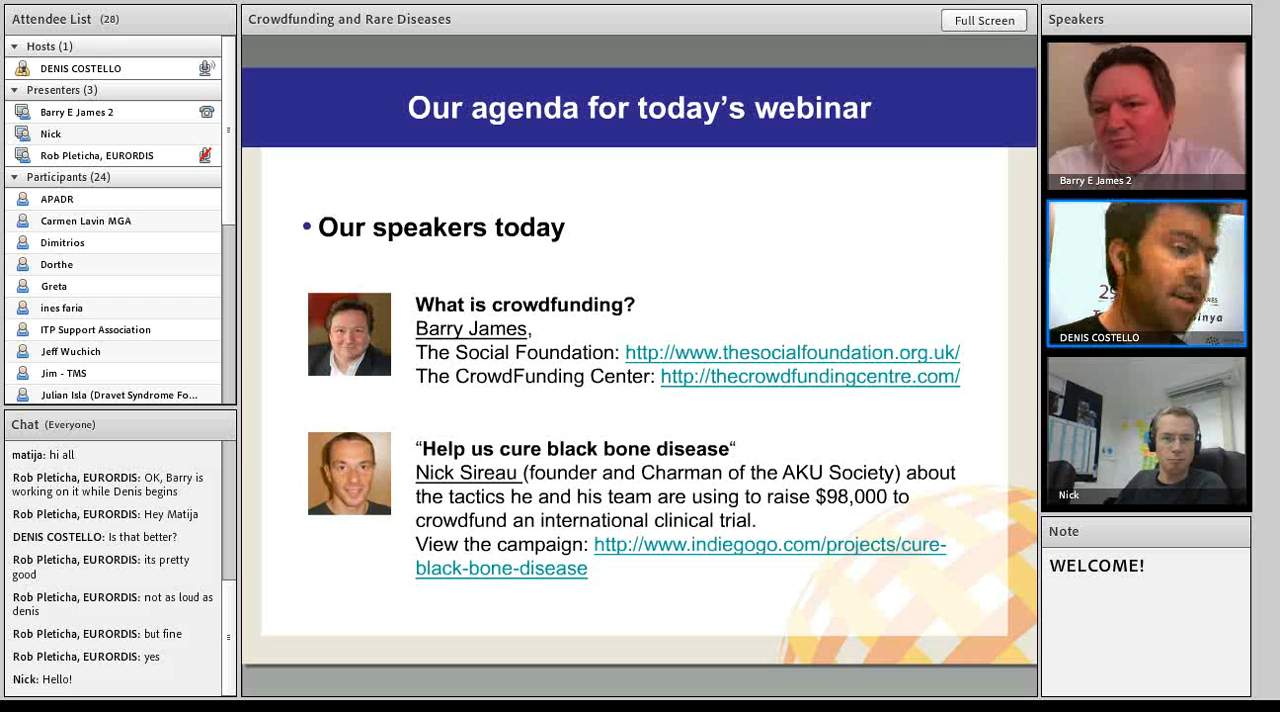 Attendee List (28)
Hosts (1)
DENIS COSTELLO
Presenters (3)
Barry E James 2
Nick
Rob Pleticha, EURORDIS
Participants (24)
APADR
Carmen Lavin MGA
Dimitrios
Dorthe
Greta
ines faria
ITP Support Association
Jeff Wuchich
Jim - TMS
Julian Isla (Dravet Syndrome Fo...
Chat (Everyone)
matija: hi all
Rob Pleticha, EURORDIS: OK, Barry is
working on it while Denis begins
Rob Pleticha, EURORDIS: Hey Matija
DENIS COSTELLO: Is that better?
Rob Pleticha, EURORDIS: its pretty
good
Rob Pleticha, EURORDIS: not as loud as
denis
Rob Pleticha, EURORDIS: but fine
Rob Pleticha, EURORDIS: yes
Nick: Hello!
Crowdfunding and Rare Diseases
Full Screen
Our agenda for today’s webinar
• Our speakers today
What is crowdfunding?
Barry James,
The Social Foundation: http://www.thesocialfoundation.org.uk/
The CrowdFunding Center: http://thecrowdfundingcentre.com/
“Help us cure black bone disease“
Nick Sireau (founder and Charman of the AKU Society) about
the tactics he and his team are using to raise $98,000 to
crowdfund an international clinical trial.
View the campaign: http://www.indiegogo.com/projects/cure-
black-bone-disease
Speakers
Barry E James 2
DENIS COSTELLO
Nick
Note
WELCOME!